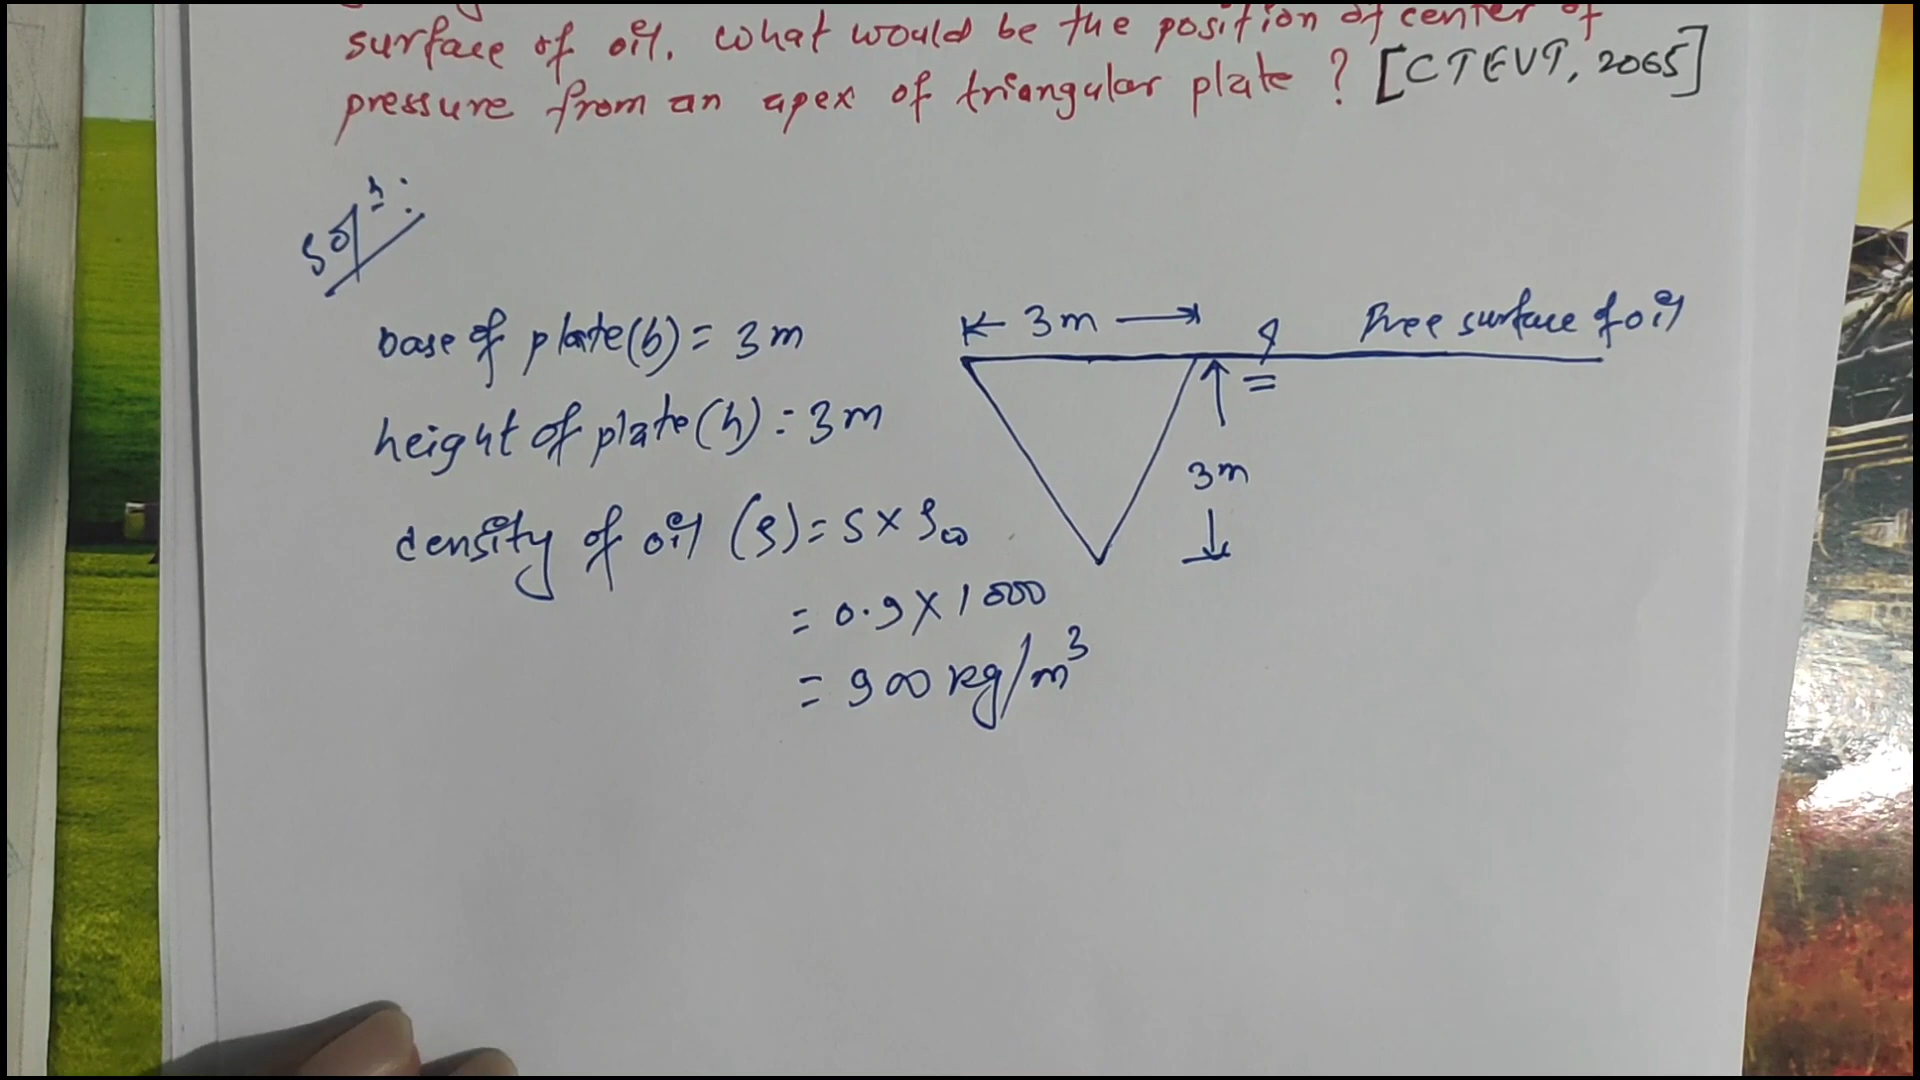 surface of oil. What would be the position of center of
pressure from an apex of triangular plate ? [CTEVT, 2065]
Solⁿ:
base of plate(b) = 3m
height of plate(h) = 3m
density of oil (ρ) = S × ρω
= 0.9 × 1000
= 900 kg/m³
3m
Free surface of oil
3m